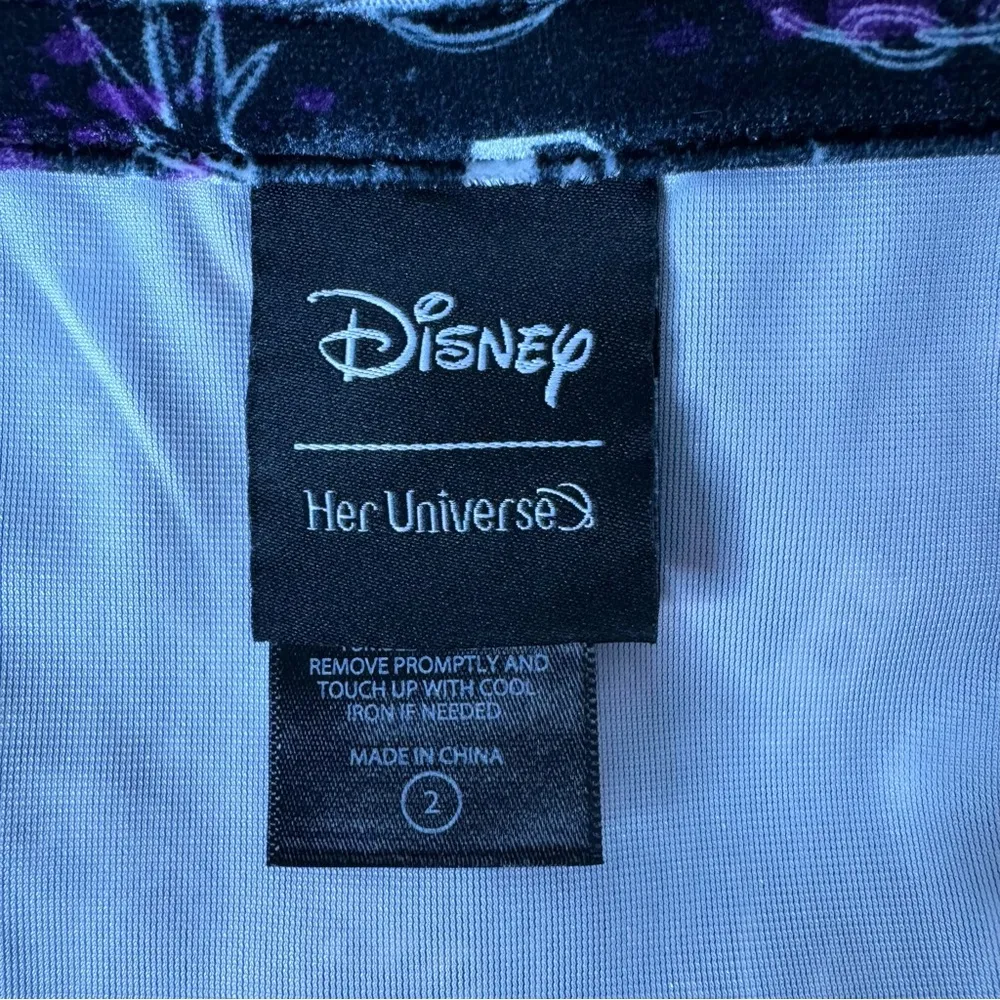 Disney
Her Universe
REMOVE PROMPTLY AND
TOUCH UP WITH COOL
IRON IF NEEDED
MADE IN CHINA
2